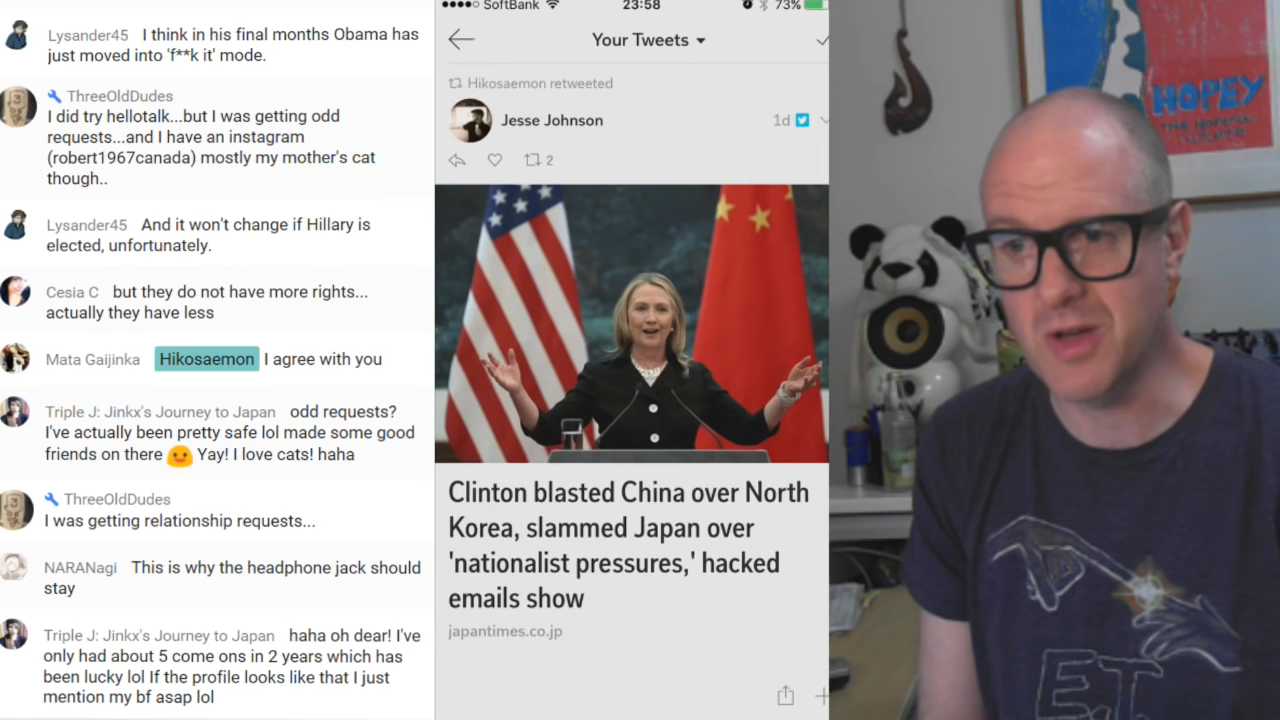 Lysander45 I think in his final months Obama has
just moved into 'f**k it' mode.
ThreeOldDudes
I did try hellotalk...but I was getting odd
requests...and I have an instagram
(robert1967canada) mostly my mother's cat
though..
Lysander45 And it won't change if Hillary is
elected, unfortunately.
Cesia C but they do not have more rights...
actually they have less
Mata Gaijinka Hikosaemon I agree with you
Triple J: Jinkx's Journey to Japan odd requests?
I've actually been pretty safe lol made some good
friends on there Yay! I love cats! haha
ThreeOldDudes
I was getting relationship requests...
NARANagi This is why the headphone jack should
stay
Triple J: Jinkx's Journey to Japan haha oh dear! I've
only had about 5 come ons in 2 years which has
been lucky lol If the profile looks like that I just
mention my bf asap lol
SoftBank 23:58 73%
Your Tweets
Hikosaemon retweeted
Jesse Johnson 1d
2
Clinton blasted China over North
Korea, slammed Japan over
'nationalist pressures,' hacked
emails show
japantimes.co.jp
HOPEY
THE HOPEFUL
E.T